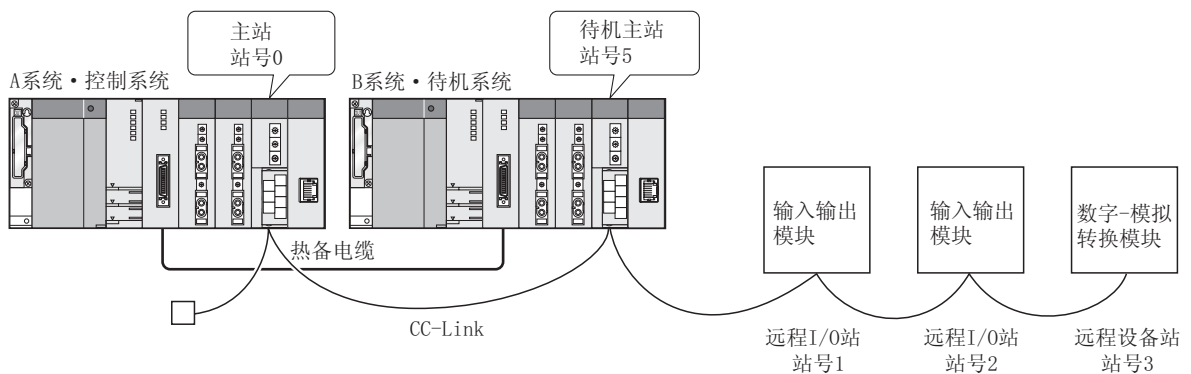 主站
站号0
待机主站
站号5
A系统·控制系统
B系统·待机系统
热备电缆
CC-Link
输入输出
模块
输入输出
模块
数字-模拟
转换模块
远程I/O站
站号1
远程I/O站
站号2
远程设备站
站号3